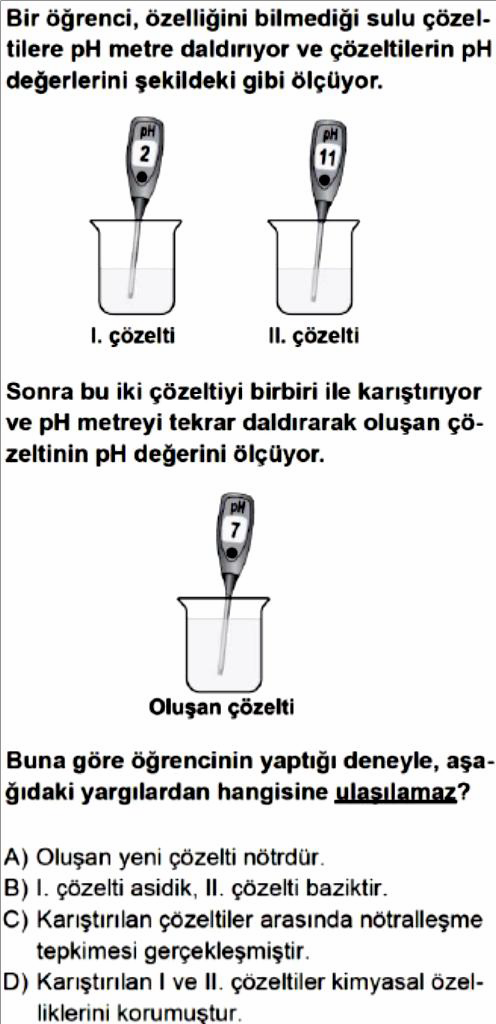 Bir öğrenci, özelliğini bilmediği sulu çözel-
tilere pH metre daldırıyor ve çözeltilerin pH
değerlerini şekildeki gibi ölçüyor.
pH pH
2 11
I. çözelti II. çözelti
Sonra bu iki çözeltiyi birbiri ile karıştırıyor
ve pH metreyi tekrar daldırarak oluşan çö-
zeltinin pH değerini ölçüyor.
pH
7
Oluşan çözelti
Buna göre öğrencinin yaptığı deneyle, aşa-
ğıdaki yargılardan hangisine ulaşılamaz?
A) Oluşan yeni çözelti nötrdür.
B) I. çözelti asidik, II. çözelti baziktir.
C) Karıştırılan çözeltiler arasında nötralleşme
tepkimesi gerçekleşmiştir.
D) Karıştırılan I ve II. çözeltiler kimyasal özel-
liklerini korumuştur.